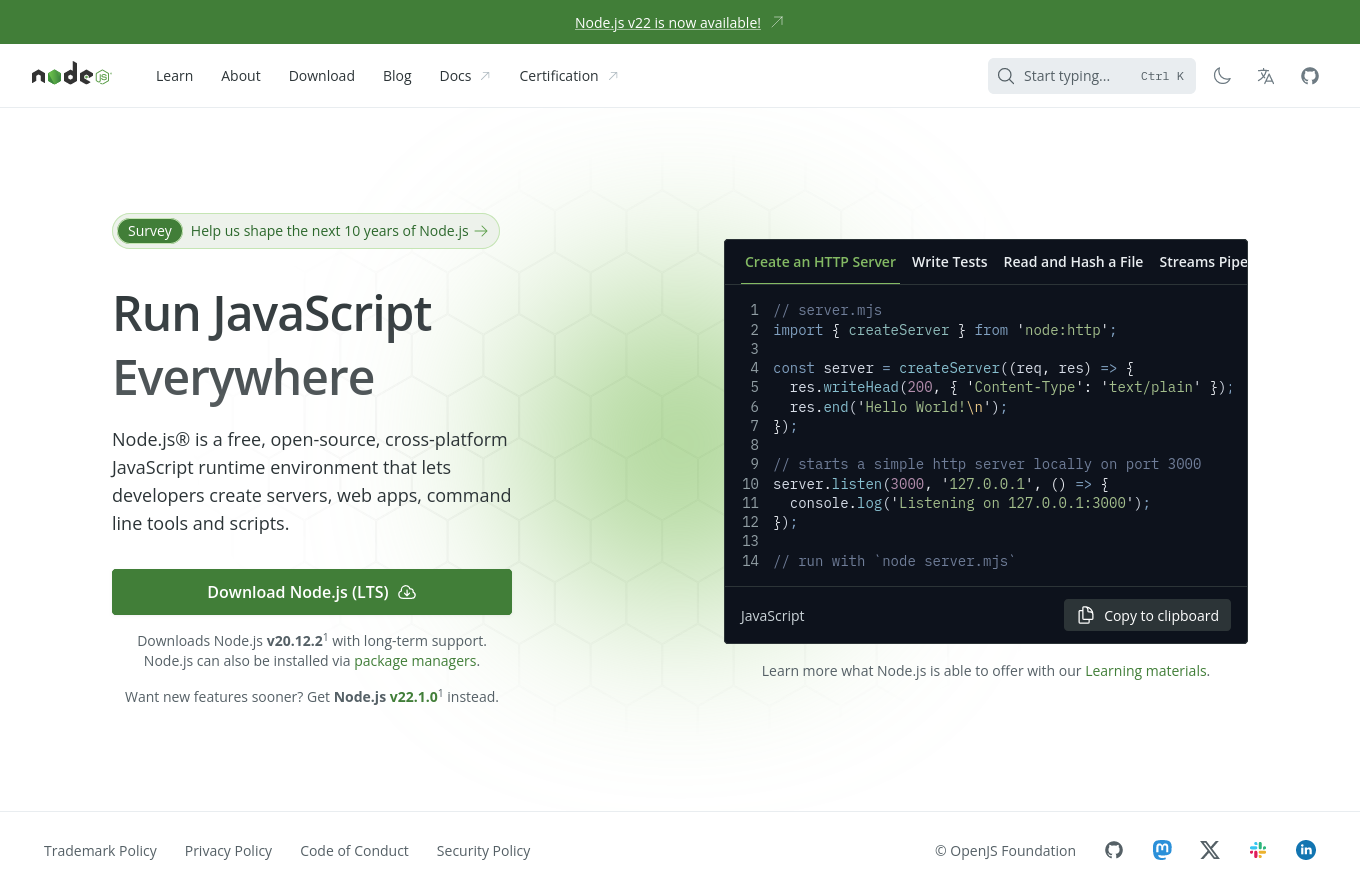 Node.js v22 is now available!
node JS
Learn About Download Blog Docs Certification
Start typing... Ctrl K
Survey Help us shape the next 10 years of Node.js
Run JavaScript
Everywhere
Node.js® is a free, open-source, cross-platform
JavaScript runtime environment that lets
developers create servers, web apps, command
line tools and scripts.
Download Node.js (LTS)
Downloads Node.js v20.12.2¹ with long-term support.
Node.js can also be installed via package managers.
Want new features sooner? Get Node.js v22.1.0¹ instead.
Create an HTTP Server Write Tests Read and Hash a File Streams Pipe
1 // server.mjs
2 import { createServer } from 'node:http';
3
4 const server = createServer((req, res) => {
5   res.writeHead(200, { 'Content-Type': 'text/plain' });
6   res.end('Hello World!\n');
7 });
8
9 // starts a simple http server locally on port 3000
10 server.listen(3000, '127.0.0.1', () => {
11   console.log('Listening on 127.0.0.1:3000');
12 });
13
14 // run with `node server.mjs`
JavaScript Copy to clipboard
Learn more what Node.js is able to offer with our Learning materials.
Trademark Policy Privacy Policy Code of Conduct Security Policy
© OpenJS Foundation